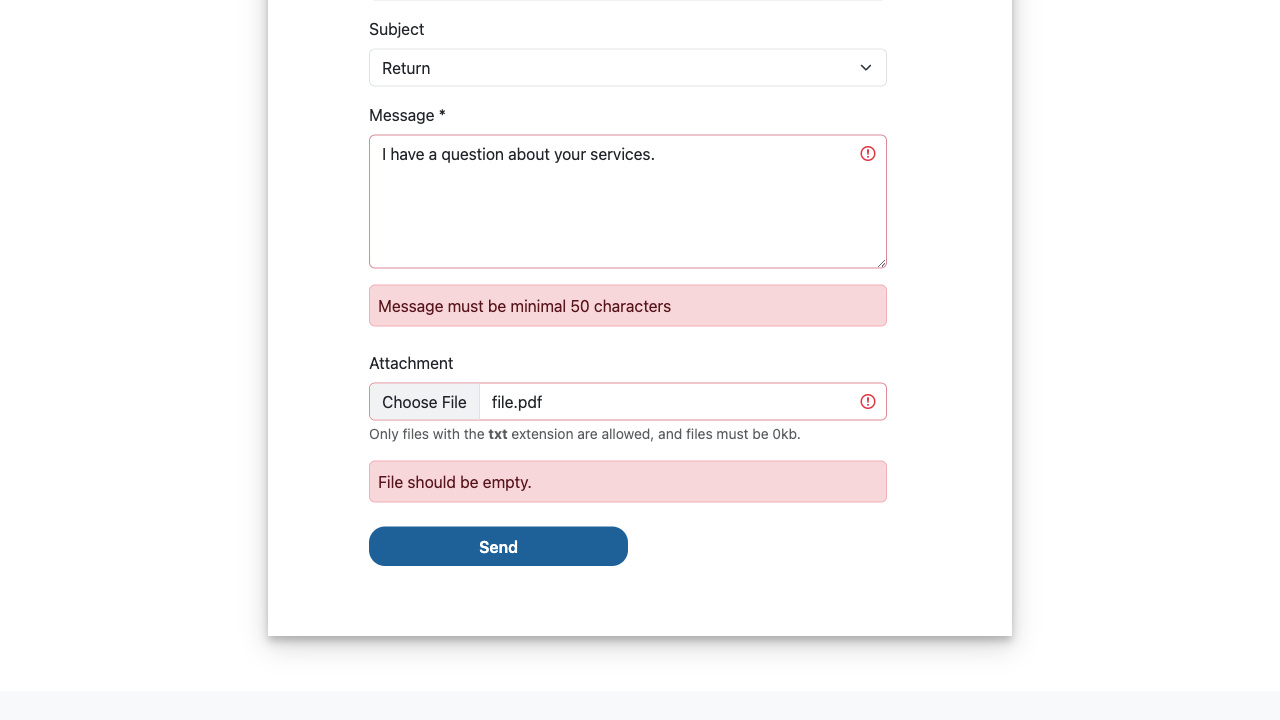 Subject
Return
Message *
I have a question about your services.
Message must be minimal 50 characters
Attachment
Choose File file.pdf
Only files with the txt extension are allowed, and files must be 0kb.
File should be empty.
Send